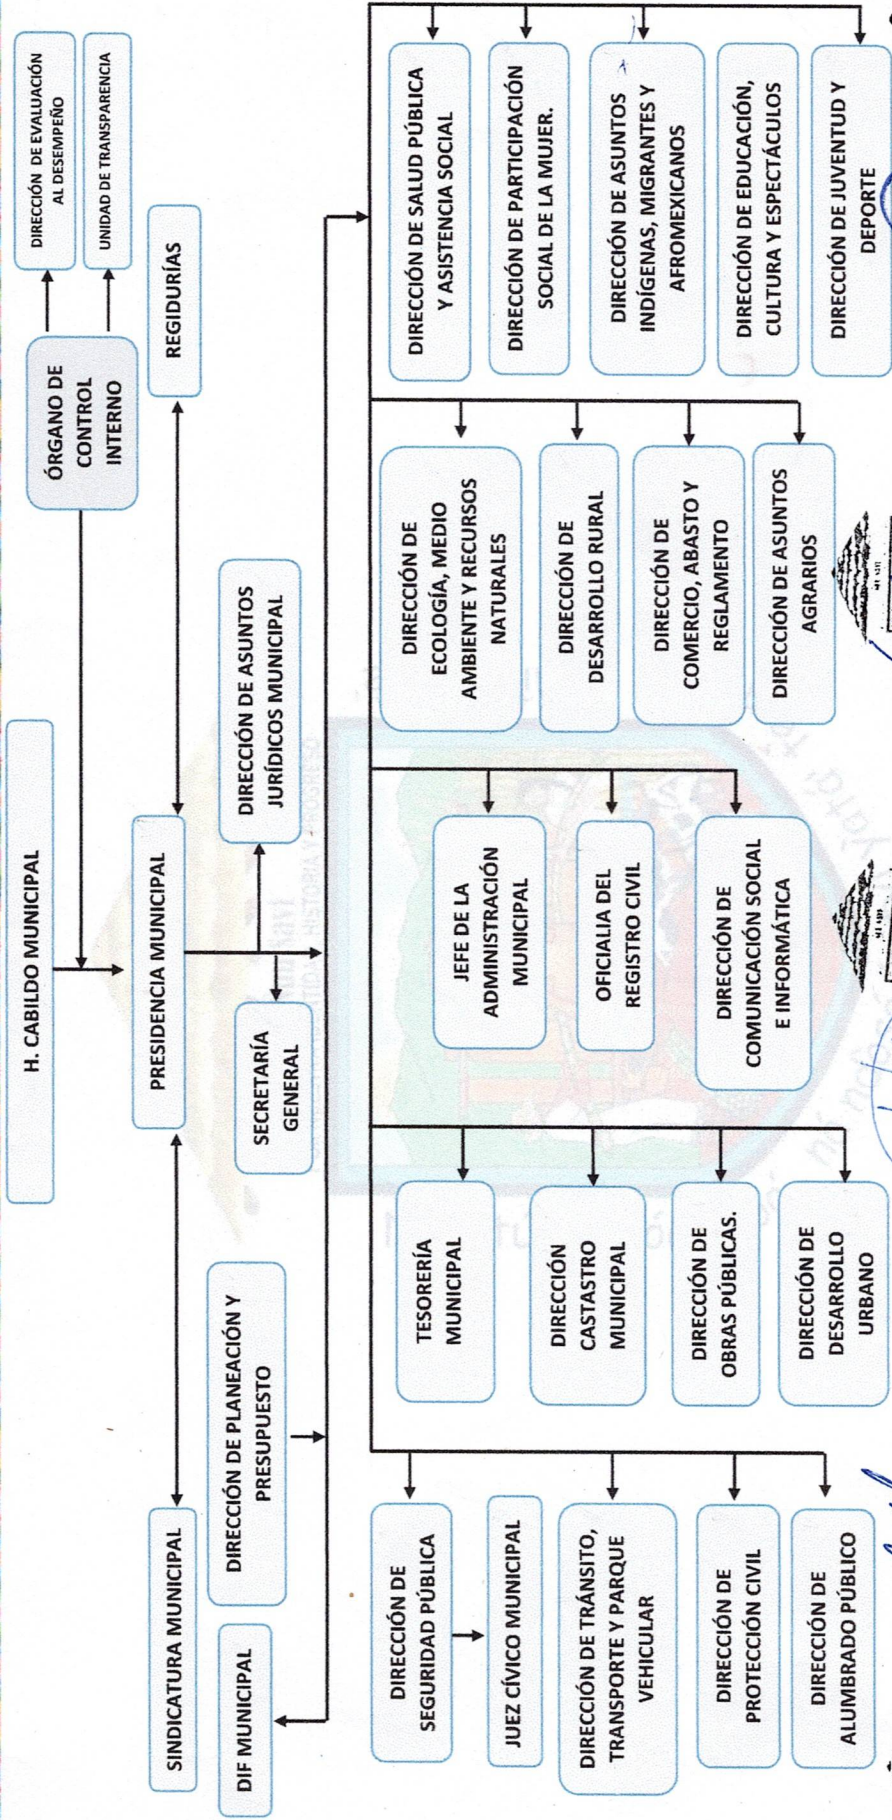 H. CABILDO MUNICIPAL
ÓRGANO DE
CONTROL
INTERNO
DIRECCIÓN DE EVALUACIÓN
AL DESEMPEÑO
UNIDAD DE TRANSPARENCIA
SINDICATURA MUNICIPAL
PRESIDENCIA MUNICIPAL
REGIDURÍAS
DIF MUNICIPAL
DIRECCIÓN DE PLANEACIÓN Y
PRESUPUESTO
SECRETARÍA
GENERAL
DIRECCIÓN DE ASUNTOS
JURÍDICOS MUNICIPAL
DIRECCIÓN DE
SEGURIDAD PÚBLICA
JUEZ CÍVICO MUNICIPAL
DIRECCIÓN DE TRÁNSITO,
TRANSPORTE Y PARQUE
VEHICULAR
DIRECCIÓN DE
PROTECCIÓN CIVIL
DIRECCIÓN DE
ALUMBRADO PÚBLICO
TESORERÍA
MUNICIPAL
DIRECCIÓN
CASTASTRO
MUNICIPAL
DIRECCIÓN DE
OBRAS PÚBLICAS.
DIRECCIÓN DE
DESARROLLO
URBANO
JEFE DE LA
ADMINISTRACIÓN
MUNICIPAL
OFICIALIA DEL
REGISTRO CIVIL
DIRECCIÓN DE
COMUNICACIÓN SOCIAL
E INFORMÁTICA
DIRECCIÓN DE
ECOLOGÍA, MEDIO
AMBIENTE Y RECURSOS
NATURALES
DIRECCIÓN DE
DESARROLLO RURAL
DIRECCIÓN DE
COMERCIO, ABASTO Y
REGLAMENTO
DIRECCIÓN DE ASUNTOS
AGRARIOS
DIRECCIÓN DE SALUD PÚBLICA
Y ASISTENCIA SOCIAL
DIRECCIÓN DE PARTICIPACIÓN
SOCIAL DE LA MUJER.
DIRECCIÓN DE ASUNTOS
INDÍGENAS, MIGRANTES Y
AFROMEXICANOS
DIRECCIÓN DE EDUCACIÓN,
CULTURA Y ESPECTÁCULOS
DIRECCIÓN DE JUVENTUD Y
DEPORTE
HISTORIA Y PROGRESO